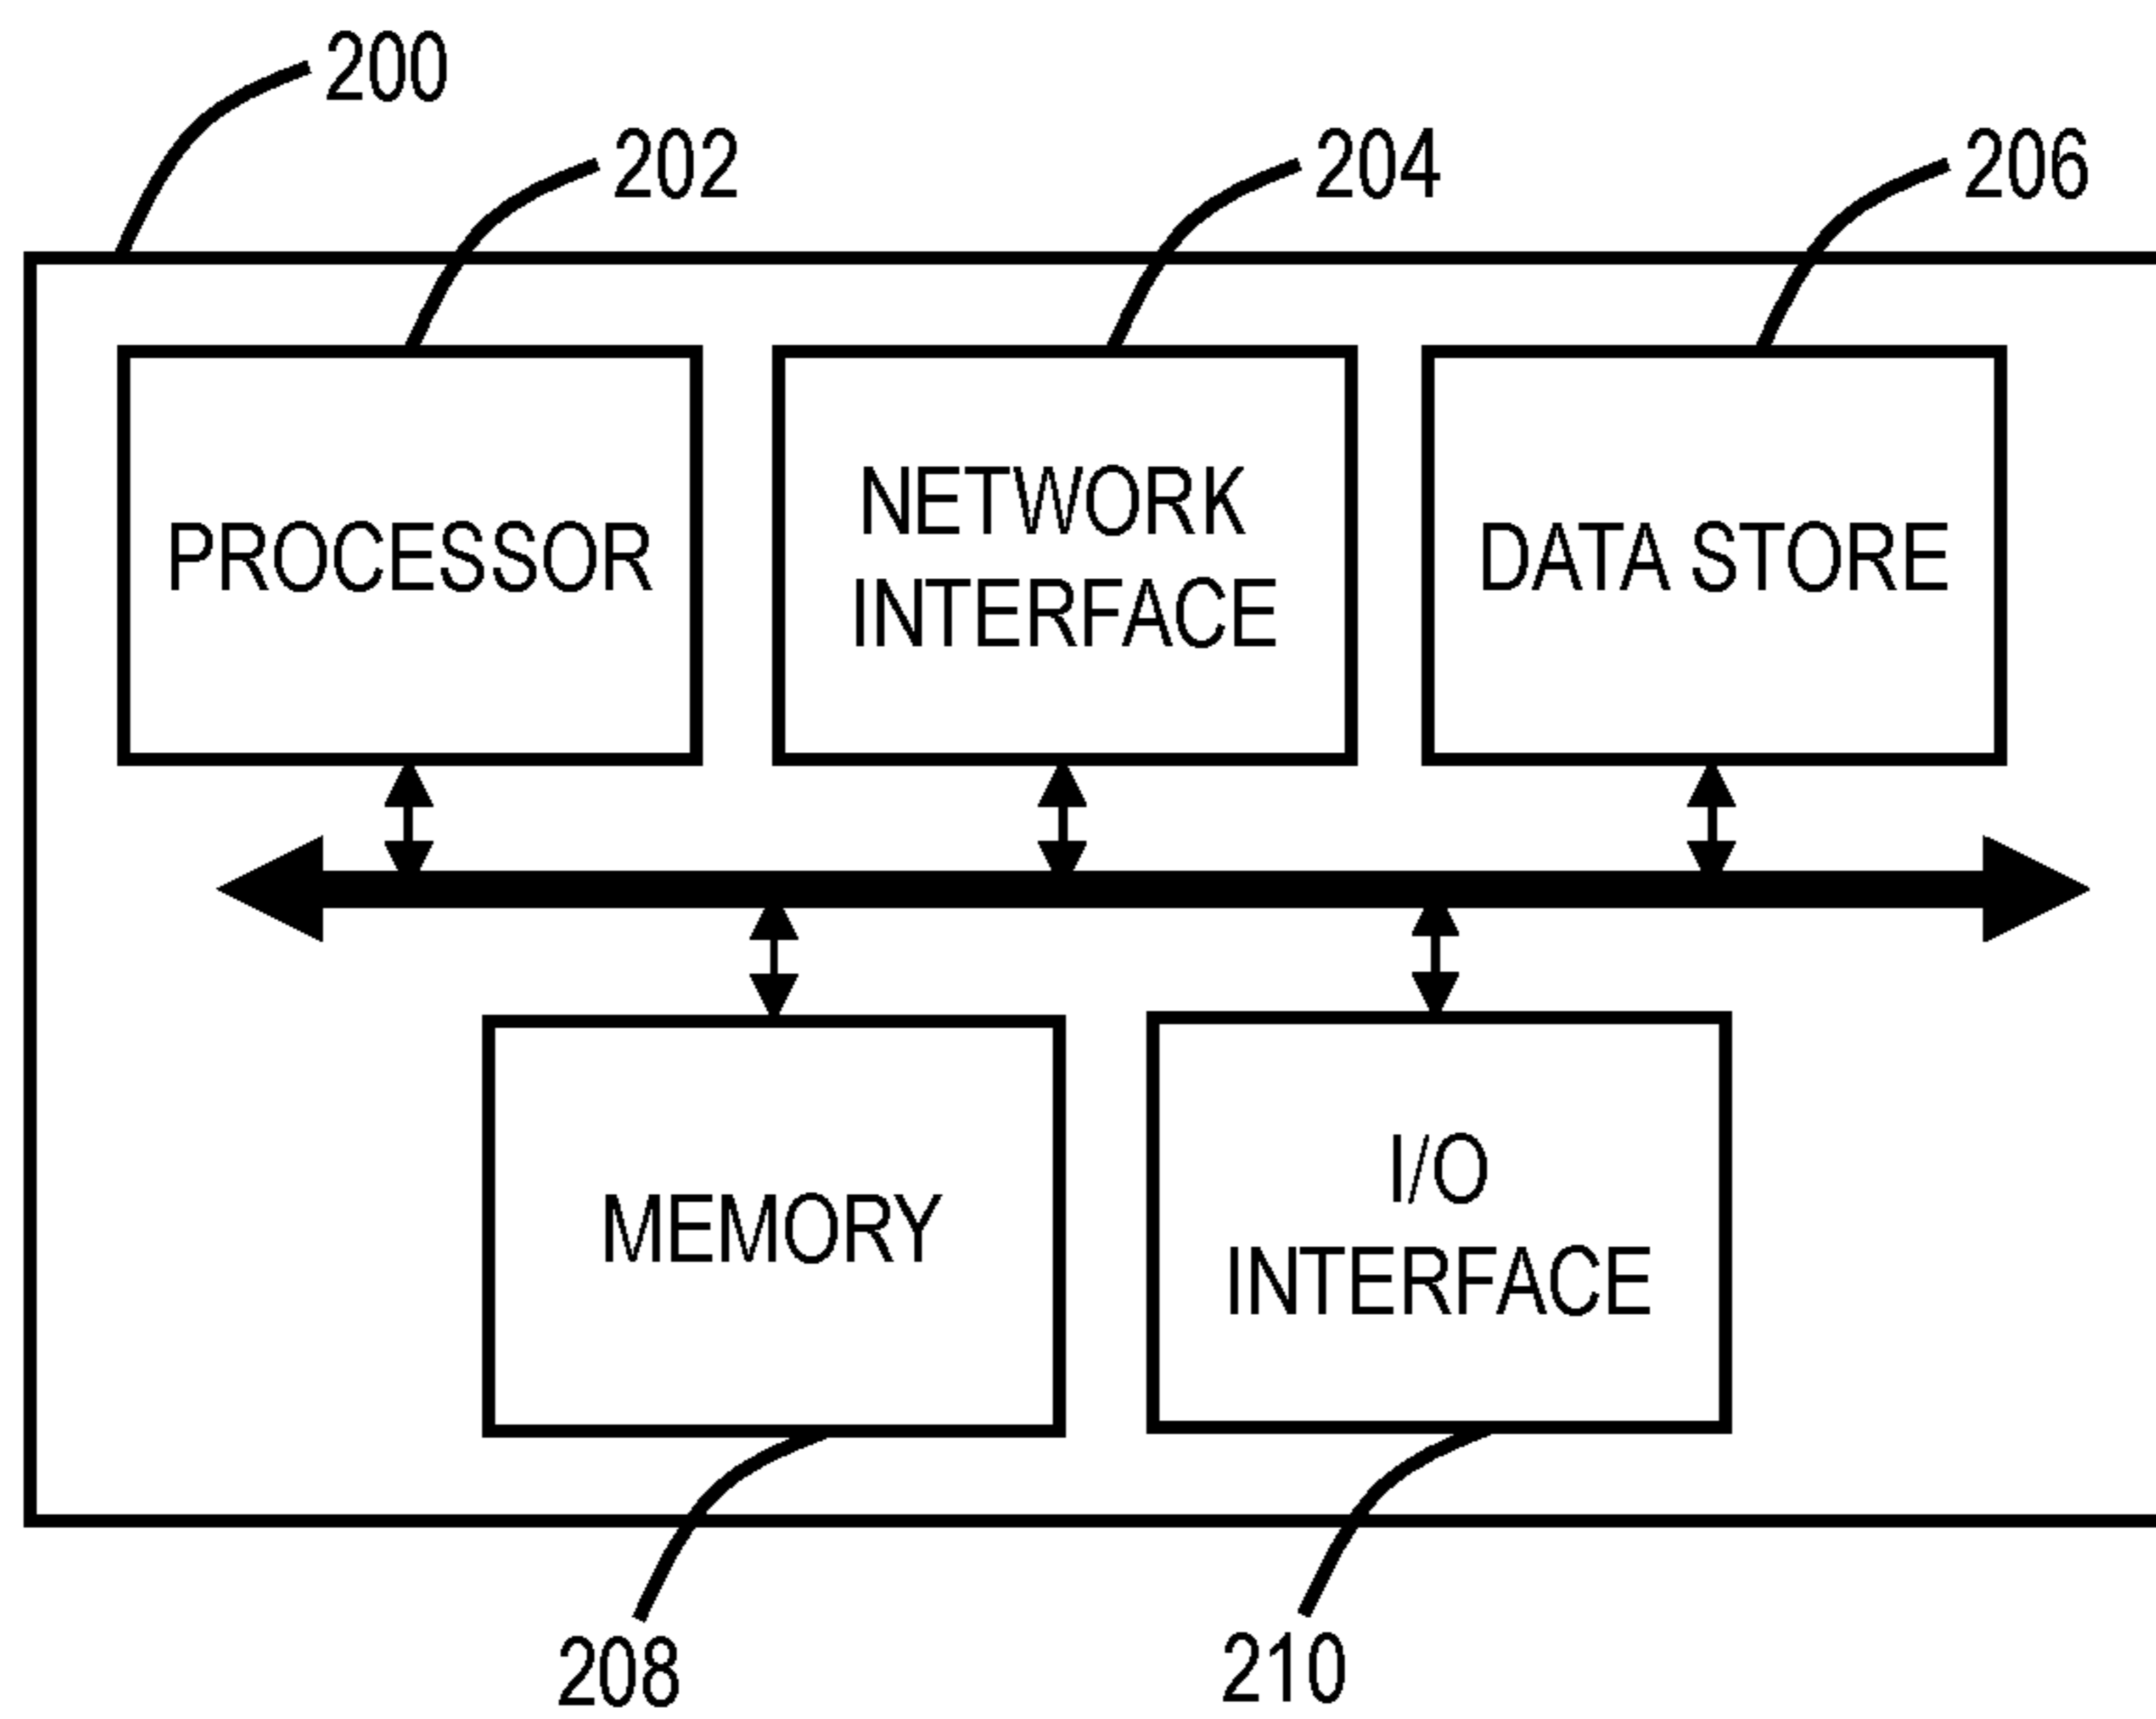 200
202
204
206
PROCESSOR
NETWORK
INTERFACE
DATA STORE
MEMORY
I/O
INTERFACE
208
210